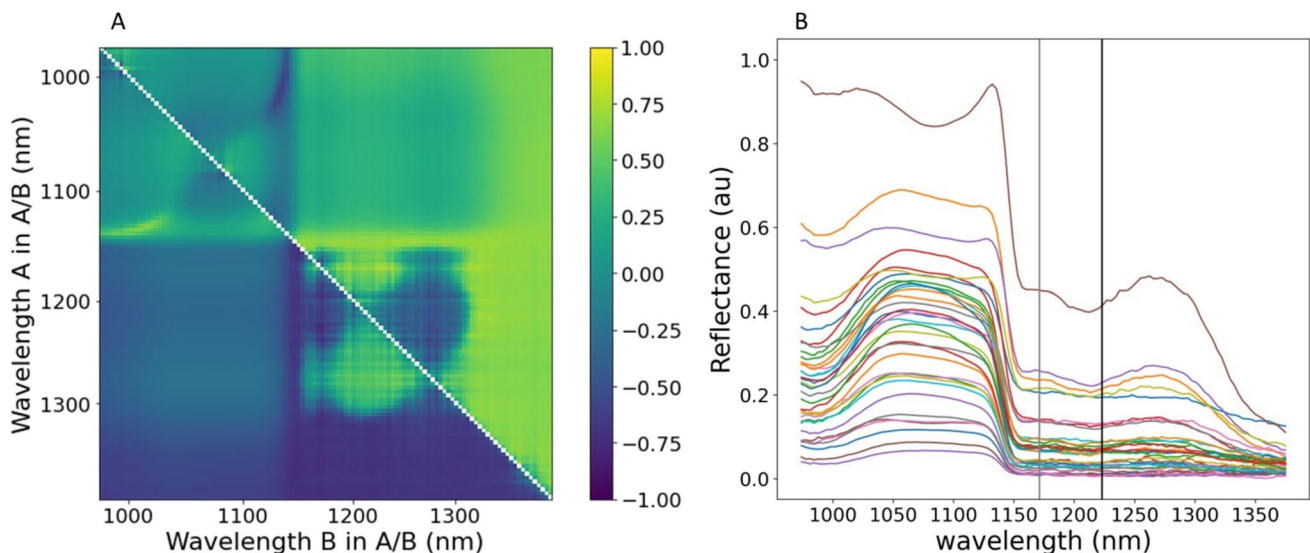 A
1000
1100
1200
1300
Wavelength A in A/B (nm)
1000 1100 1200 1300
Wavelength B in A/B (nm)
1.00
0.75
0.50
0.25
0.00
−0.25
−0.50
−0.75
−1.00
B
1.0
0.8
0.6
0.4
0.2
0.0
Reflectance (au)
1000 1050 1100 1150 1200 1250 1300 1350
wavelength (nm)